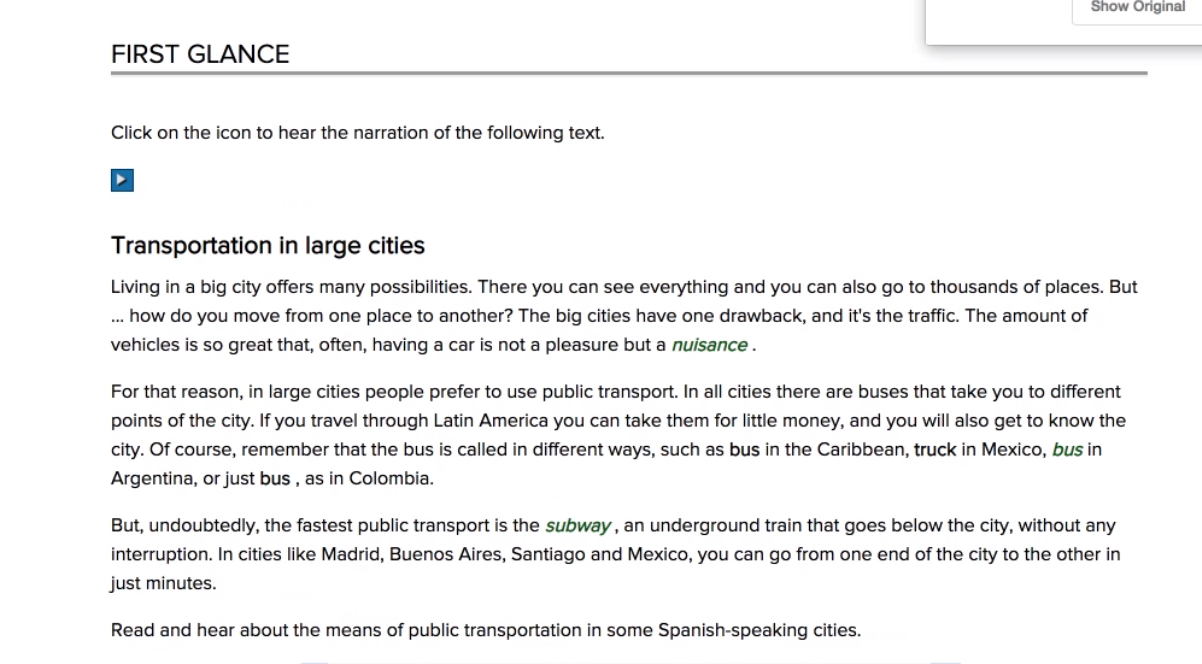 Show Original
FIRST GLANCE
Click on the icon to hear the narration of the following text.
Transportation in large cities
Living in a big city offers many possibilities. There you can see everything and you can also go to thousands of places. But
... how do you move from one place to another? The big cities have one drawback, and it's the traffic. The amount of
vehicles is so great that, often, having a car is not a pleasure but a nuisance .
For that reason, in large cities people prefer to use public transport. In all cities there are buses that take you to different
points of the city. If you travel through Latin America you can take them for little money, and you will also get to know the
city. Of course, remember that the bus is called in different ways, such as bus in the Caribbean, truck in Mexico, bus in
Argentina, or just bus , as in Colombia.
But, undoubtedly, the fastest public transport is the subway , an underground train that goes below the city, without any
interruption. In cities like Madrid, Buenos Aires, Santiago and Mexico, you can go from one end of the city to the other in
just minutes.
Read and hear about the means of public transportation in some Spanish-speaking cities.